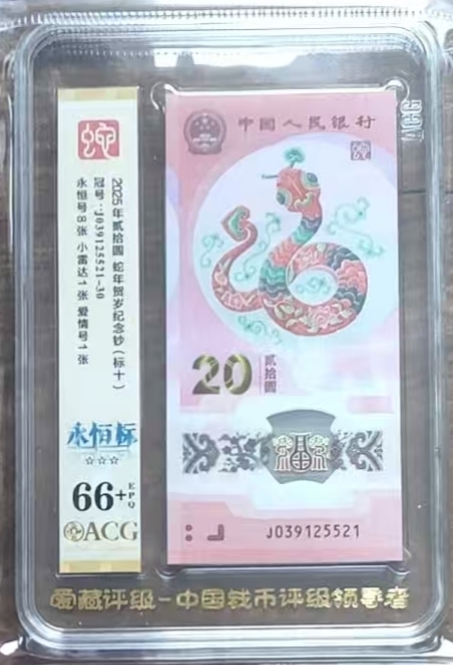 蛇
2025年贰拾圆 蛇年贺岁纪念钞（标十）
冠号：J039125521-30
永恒号8张 小雷达1张 爱情号1张
永恒标
☆☆☆
66+ EPQ
ACG
中国人民银行
蛇
20
贰拾圆
福
J039125521
爱藏评级-中国钱币评级领导者